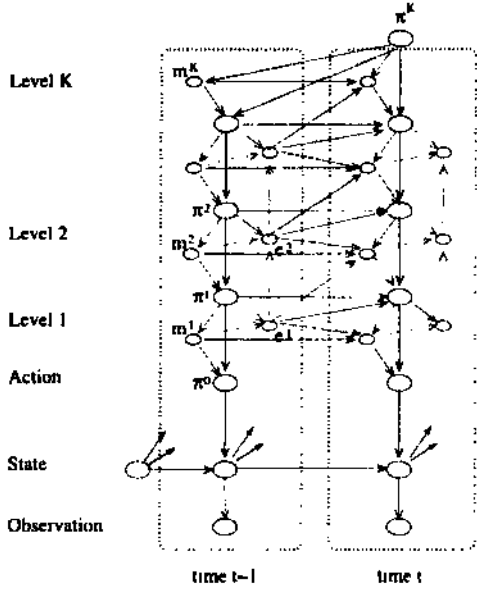 π^K
Level K
m^K
π^2
Level 2
m^2
e^2
π^1
Level 1
m^1
e^1
Action
π^0
State
Observation
time t-1
time t